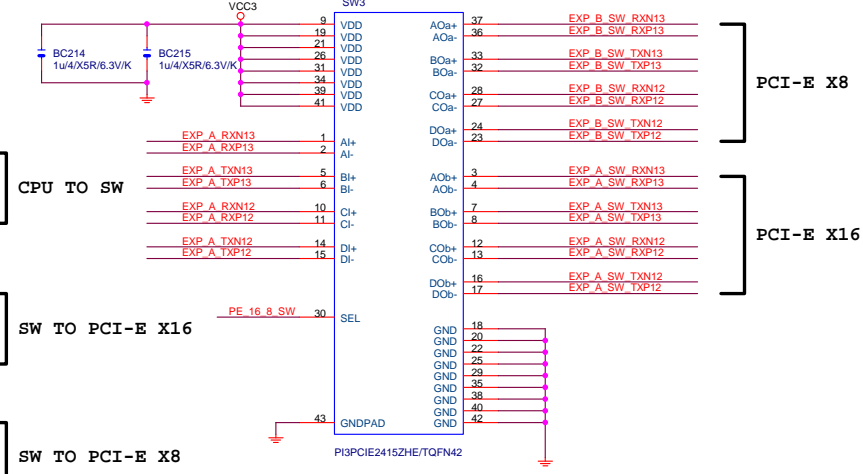 SW3
VCC3
BC214
1u/4/X5R/6.3V/K
BC215
1u/4/X5R/6.3V/K
9 VDD
19 VDD
21 VDD
26 VDD
31 VDD
34 VDD
39 VDD
41 VDD
EXP_A_RXN13 1 AI+
EXP_A_RXP13 2 AI-
EXP_A_TXN13 5 BI+
EXP_A_TXP13 6 BI-
EXP_A_RXN12 10 CI+
EXP_A_RXP12 11 CI-
EXP_A_TXN12 14 DI+
EXP_A_TXP12 15 DI-
PE_16_8_SW 30 SEL
43 GNDPAD
AOa+ 37 EXP_B_SW_RXN13
AOa- 36 EXP_B_SW_RXP13
BOa+ 33 EXP_B_SW_TXN13
BOa- 32 EXP_B_SW_TXP13
COa+ 28 EXP_B_SW_RXN12
COa- 27 EXP_B_SW_RXP12
DOa+ 24 EXP_B_SW_TXN12
DOa- 23 EXP_B_SW_TXP12
AOb+ 3 EXP_A_SW_RXN13
AOb- 4 EXP_A_SW_RXP13
BOb+ 7 EXP_A_SW_TXN13
BOb- 8 EXP_A_SW_TXP13
COb+ 12 EXP_A_SW_RXN12
COb- 13 EXP_A_SW_RXP12
DOb+ 16 EXP_A_SW_TXN12
DOb- 17 EXP_A_SW_TXP12
GND 18
GND 20
GND 22
GND 25
GND 29
GND 35
GND 38
GND 40
GND 42
PI3PCIE2415ZHE/TQFN42
CPU TO SW
SW TO PCI-E X16
SW TO PCI-E X8
PCI-E X8
PCI-E X16